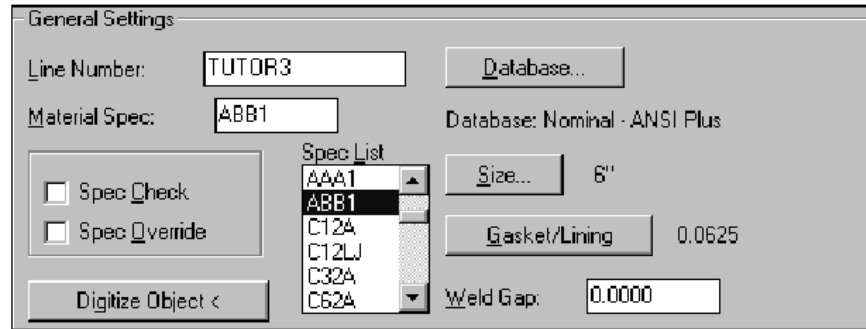 General Settings
Line Number: TUTOR3
Database...
Material Spec: ABB1
Database: Nominal - ANSI Plus
Spec List
Spec Check
Spec Override
AAA1
ABB1
C12A
C12LJ
C32A
C62A
Size... 6"
Gasket/Lining 0.0625
Digitize Object <
Weld Gap: 0.0000